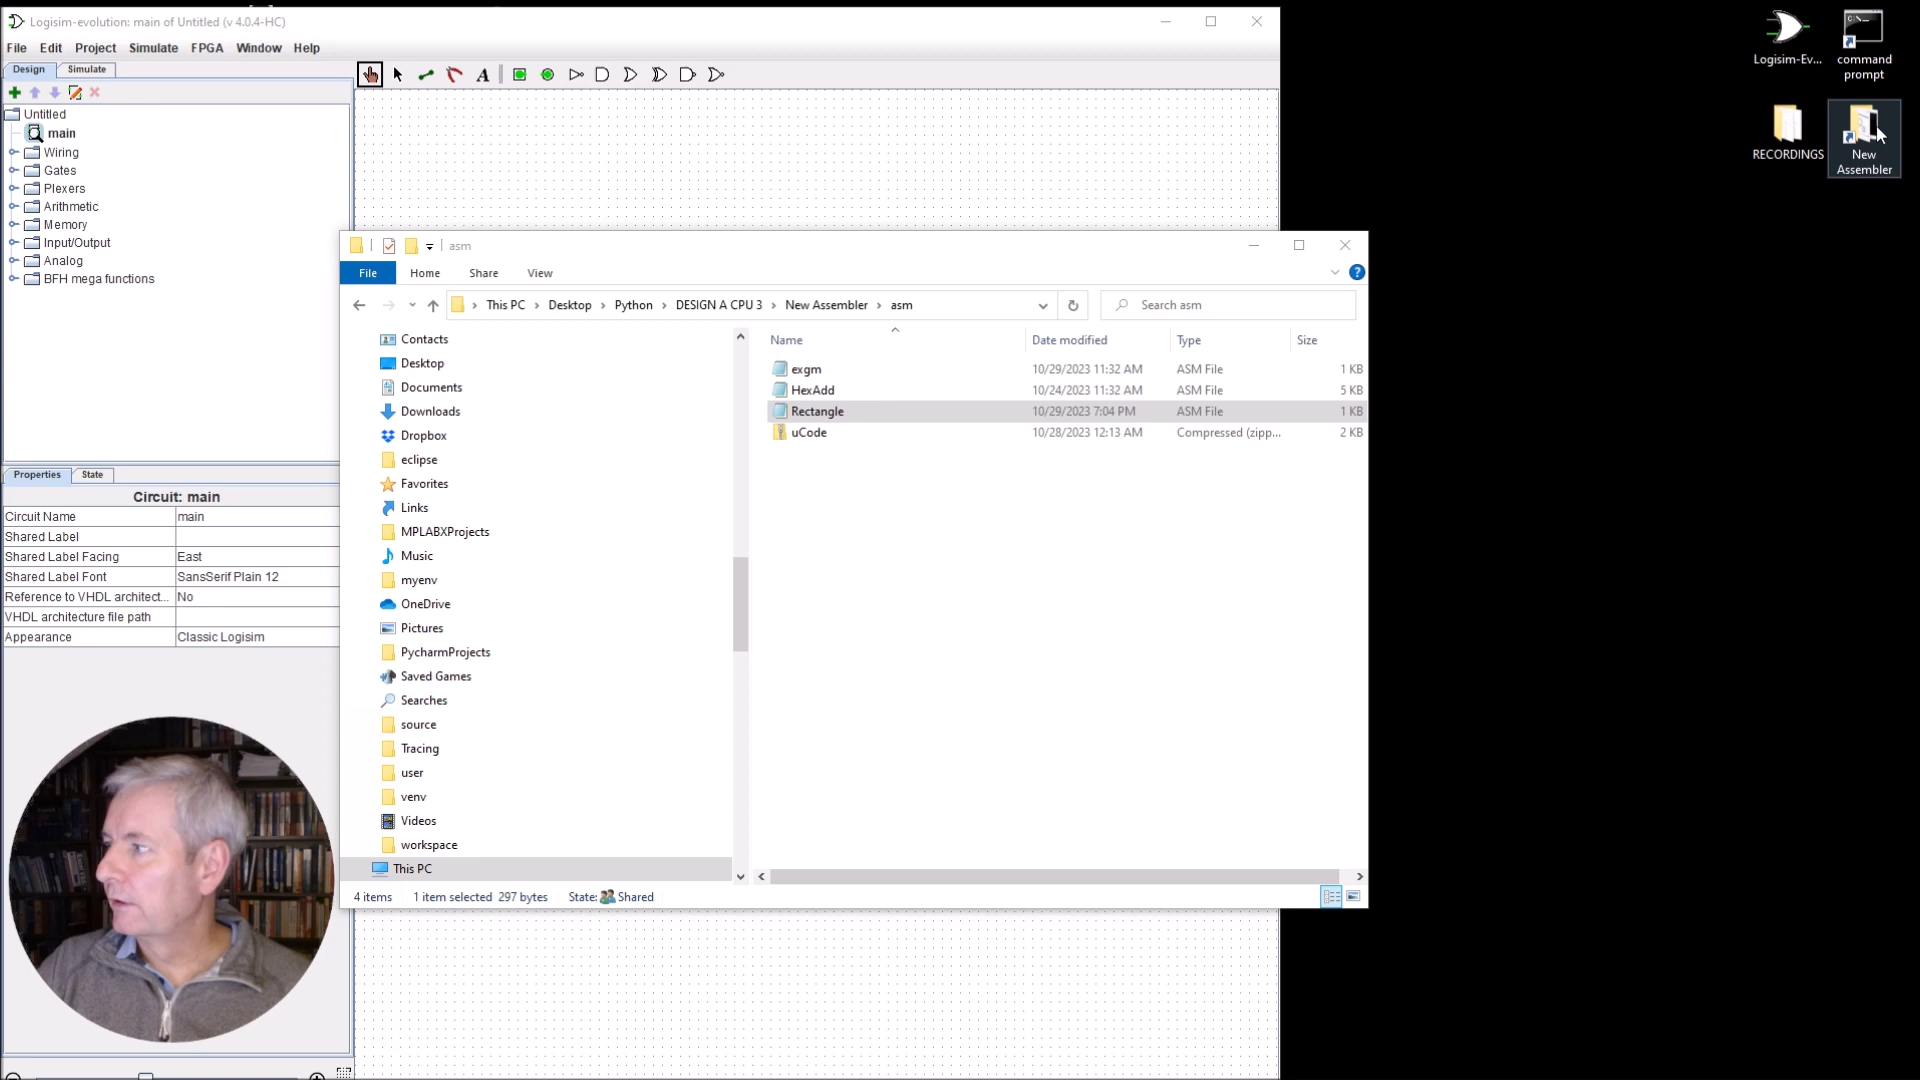 Logisim-evolution: main of Untitled (v 4.0.4-HC)
File Edit Project Simulate FPGA Window Help
Design Simulate
Untitled
main
Wiring
Gates
Plexers
Arithmetic
Memory
Input/Output
Analog
BFH mega functions
Properties State
Circuit: main
Circuit Name main
Shared Label
Shared Label Facing East
Shared Label Font SansSerif Plain 12
Reference to VHDL architect... No
VHDL architecture file path
Appearance Classic Logisim
asm
File Home Share View
This PC Desktop Python DESIGN A CPU 3 New Assembler asm
Search asm
Contacts
Desktop
Documents
Downloads
Dropbox
eclipse
Favorites
Links
MPLABXProjects
Music
myenv
OneDrive
Pictures
PycharmProjects
Saved Games
Searches
source
Tracing
user
venv
Videos
workspace
This PC
Name Date modified Type Size
exgm 10/29/2023 11:32 AM ASM File 1 KB
HexAdd 10/24/2023 11:32 AM ASM File 5 KB
Rectangle 10/29/2023 7:04 PM ASM File 1 KB
uCode 10/28/2023 12:13 AM Compressed (zipp... 2 KB
4 items 1 item selected 297 bytes State: Shared
Logisim-Ev...
command
prompt
RECORDINGS
New
Assembler